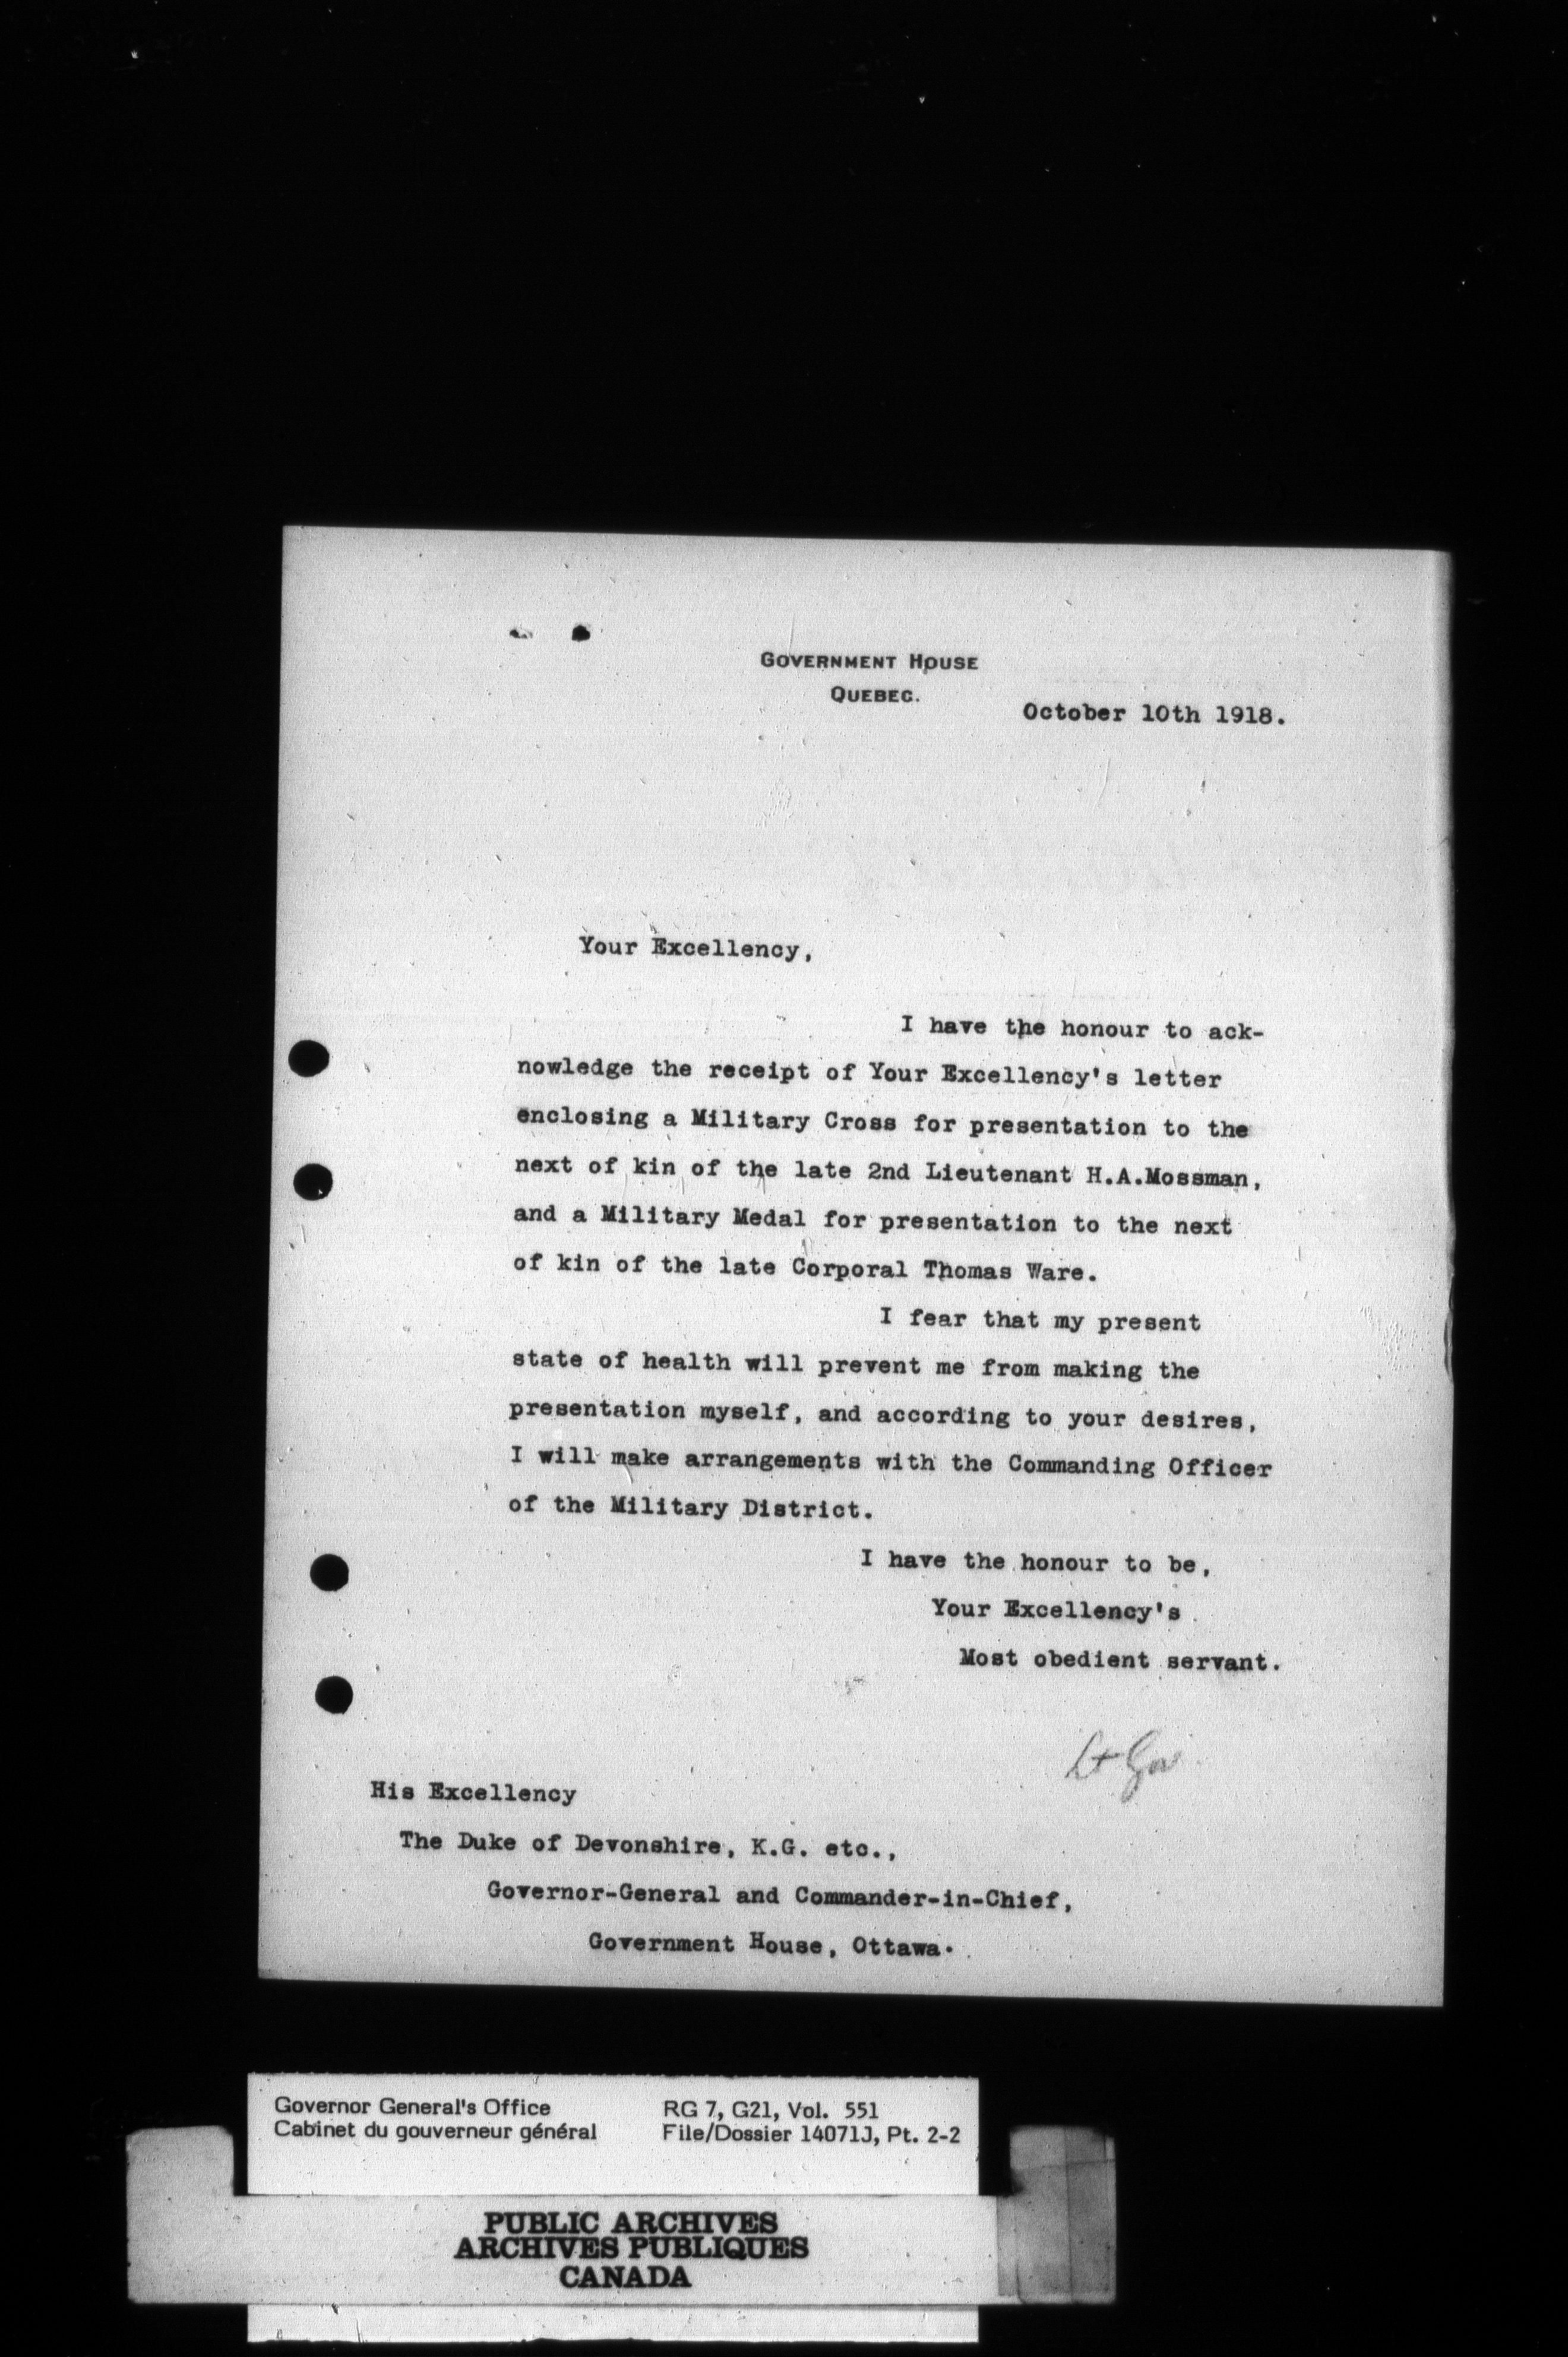 GOVERNMENT HOUSE
QUEBEC.
October 10th 1918.
Your Excellency,
I have the honour to ack-
nowledge the receipt of Your Excellency's letter
enclosing a Military Cross for presentation to the
next of kin of the late 2nd Lieutenant H.A.Mossman,
and a Military Medal for presentation to the next
of kin of the late Corporal Thomas Ware.
I fear that my present
state of health will prevent me from making the
presentation myself, and according to your desires,
I will make arrangements with the Commanding Officer
of the Military District.
I have the honour to be,
Your Excellency's
Most obedient servant.
Lt Gov
His Excellency
The Duke of Devonshire, K.G. etc.,
Governor-General and Commander-in-Chief,
Government House, Ottawa.
Governor General's Office
Cabinet du gouverneur général
RG 7, G21, Vol. 551
File/Dossier 14071J, Pt. 2-2
PUBLIC ARCHIVES
ARCHIVES PUBLIQUES
CANADA